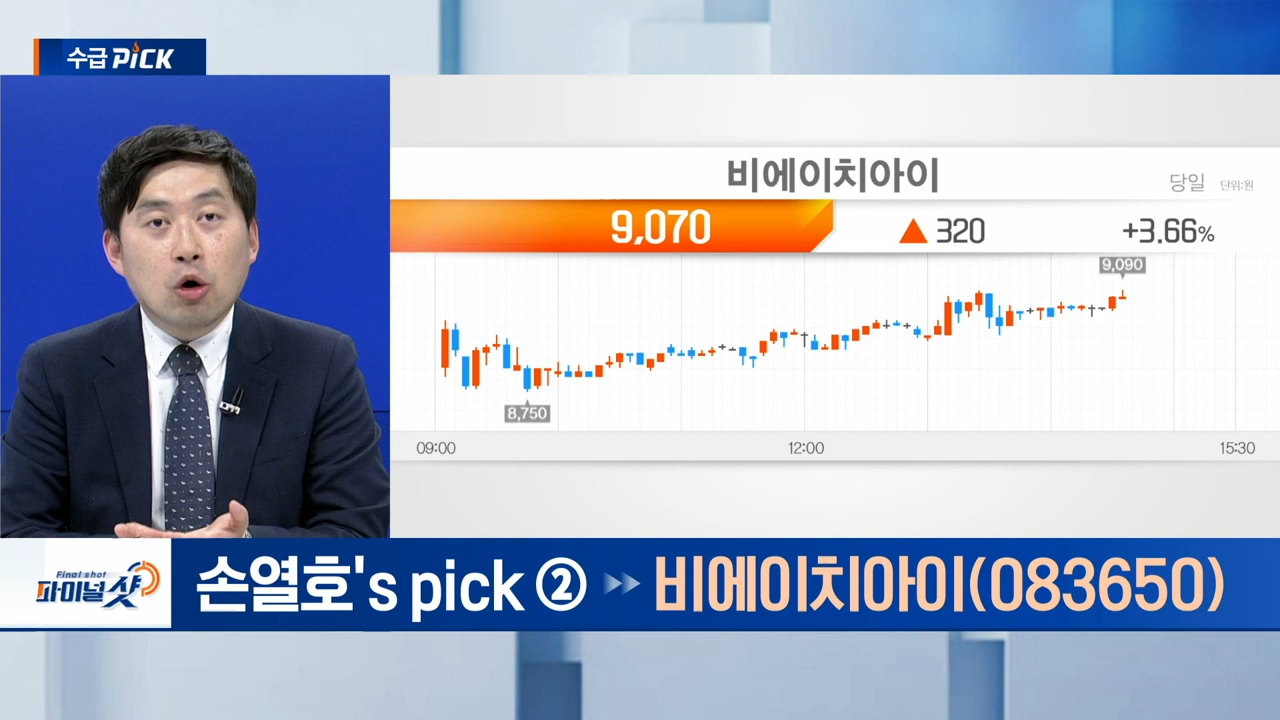 수급 PiCK
비에이치아이
당일 단위:원
9,070 ▲ 320 +3.66%
9,090
8,750
09:00 12:00 15:30
Final shot
파이널샷
손열호's pick ② ▸▸ 비에이치아이(083650)